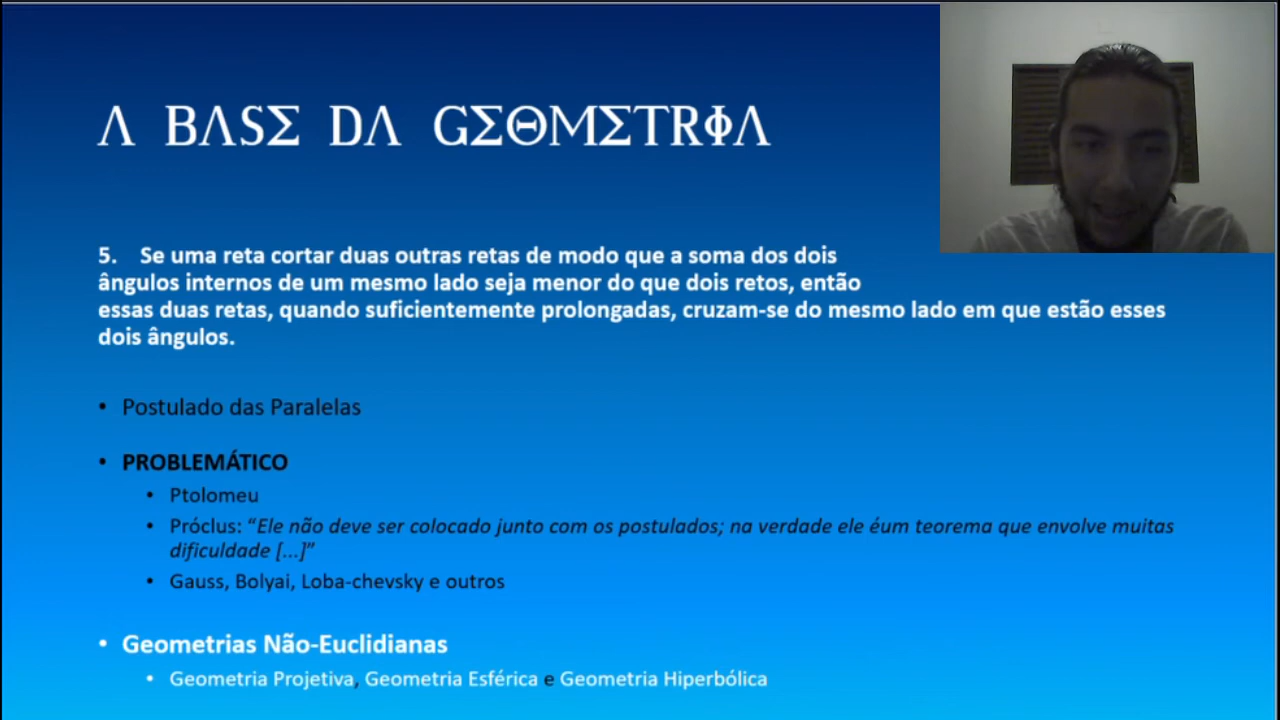 A BASE DA GEOMETRIA
5. Se uma reta cortar duas outras retas de modo que a soma dos dois
ângulos internos de um mesmo lado seja menor do que dois retos, então
essas duas retas, quando suficientemente prolongadas, cruzam-se do mesmo lado em que estão esses
dois ângulos.
• Postulado das Paralelas
• PROBLEMÁTICO
• Ptolomeu
• Próclus: “Ele não deve ser colocado junto com os postulados; na verdade ele éum teorema que envolve muitas
dificuldade [...]”
• Gauss, Bolyai, Loba-chevsky e outros
• Geometrias Não-Euclidianas
• Geometria Projetiva, Geometria Esférica e Geometria Hiperbólica